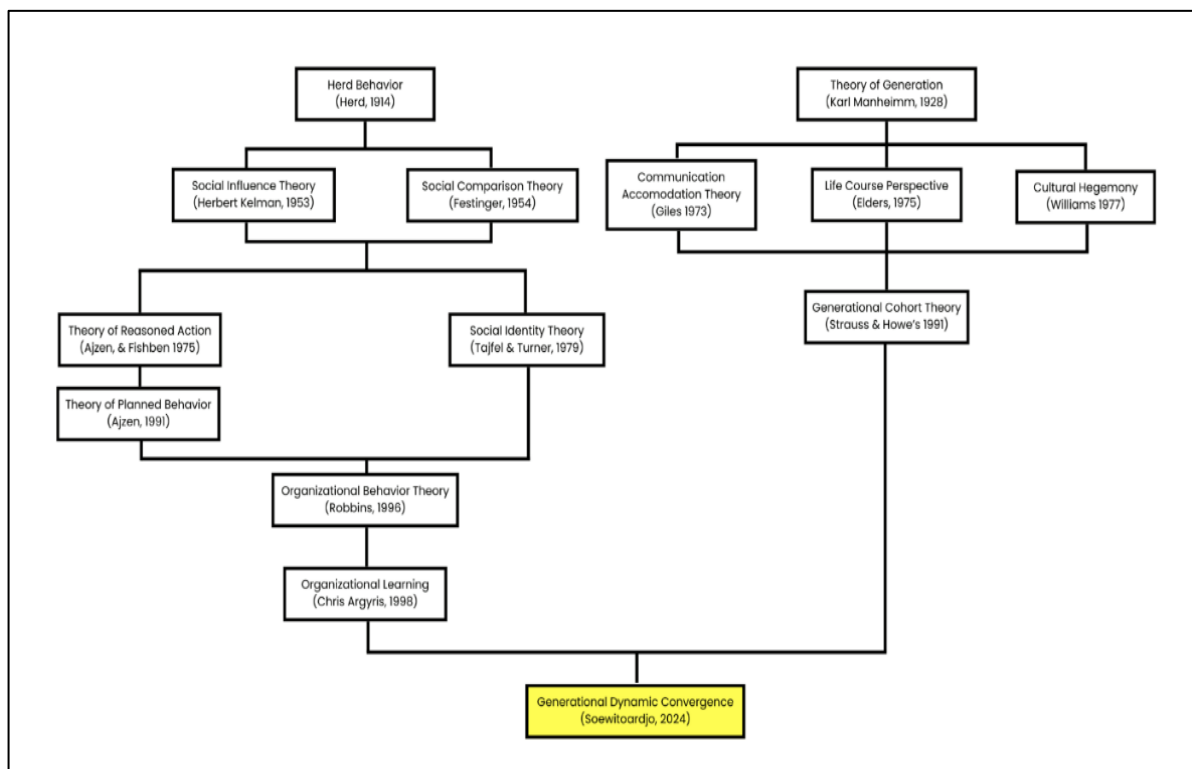 Herd Behavior
(Herd, 1914)
Theory of Generation
(Karl Manheimm, 1928)
Social Influence Theory
(Herbert Kelman, 1953)
Social Comparison Theory
(Festinger, 1954)
Communication
Accomodation Theory
(Giles 1973)
Life Course Perspective
(Elders, 1975)
Cultural Hegemony
(Williams 1977)
Theory of Reasoned Action
(Ajzen, & Fishben 1975)
Social Identity Theory
(Tajfel & Turner, 1979)
Generational Cohort Theory
(Strauss & Howe's 1991)
Theory of Planned Behavior
(Ajzen, 1991)
Organizational Behavior Theory
(Robbins, 1996)
Organizational Learning
(Chris Argyris, 1998)
Generational Dynamic Convergence
(Soewitoardjo, 2024)